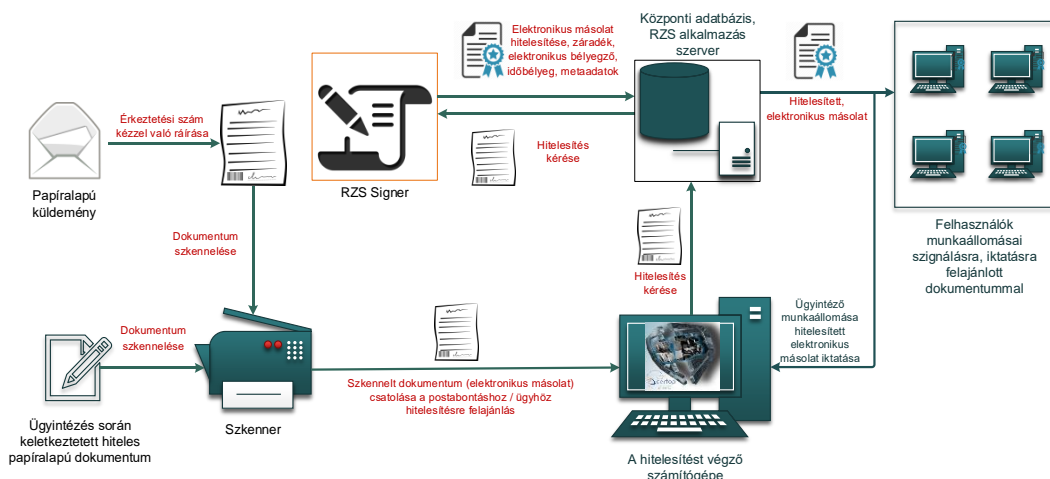 Érkeztetési szám
kézzel való ráírása
Papíralapú
küldemény
Elektronikus másolat
hitelesítése, záradék,
elektronikus bélyegző,
időbélyeg, metaadatok
Központi adatbázis,
RZS alkalmazás
szerver
Hitelesített,
elektronikus másolat
Hitelesítés
kérése
RZS Signer
Dokumentum
szkennelése
Hitelesítés
kérése
Felhasználók
munkaállomásai
szignálásra, iktatásra
felajánlott
dokumentummal
Ügyintéző
munkaállomása
hitelesített
elektronikus
másolat iktatása
Dokumentum
szkennelése
Szkennelt dokumentum (elektronikus másolat)
csatolása a postabontáshoz / ügyhöz
hitelesítésre felajánlás
Ügyintézés során
keletkeztetett hiteles
papíralapú dokumentum
Szkenner
A hitelesítést végző
számítógépe